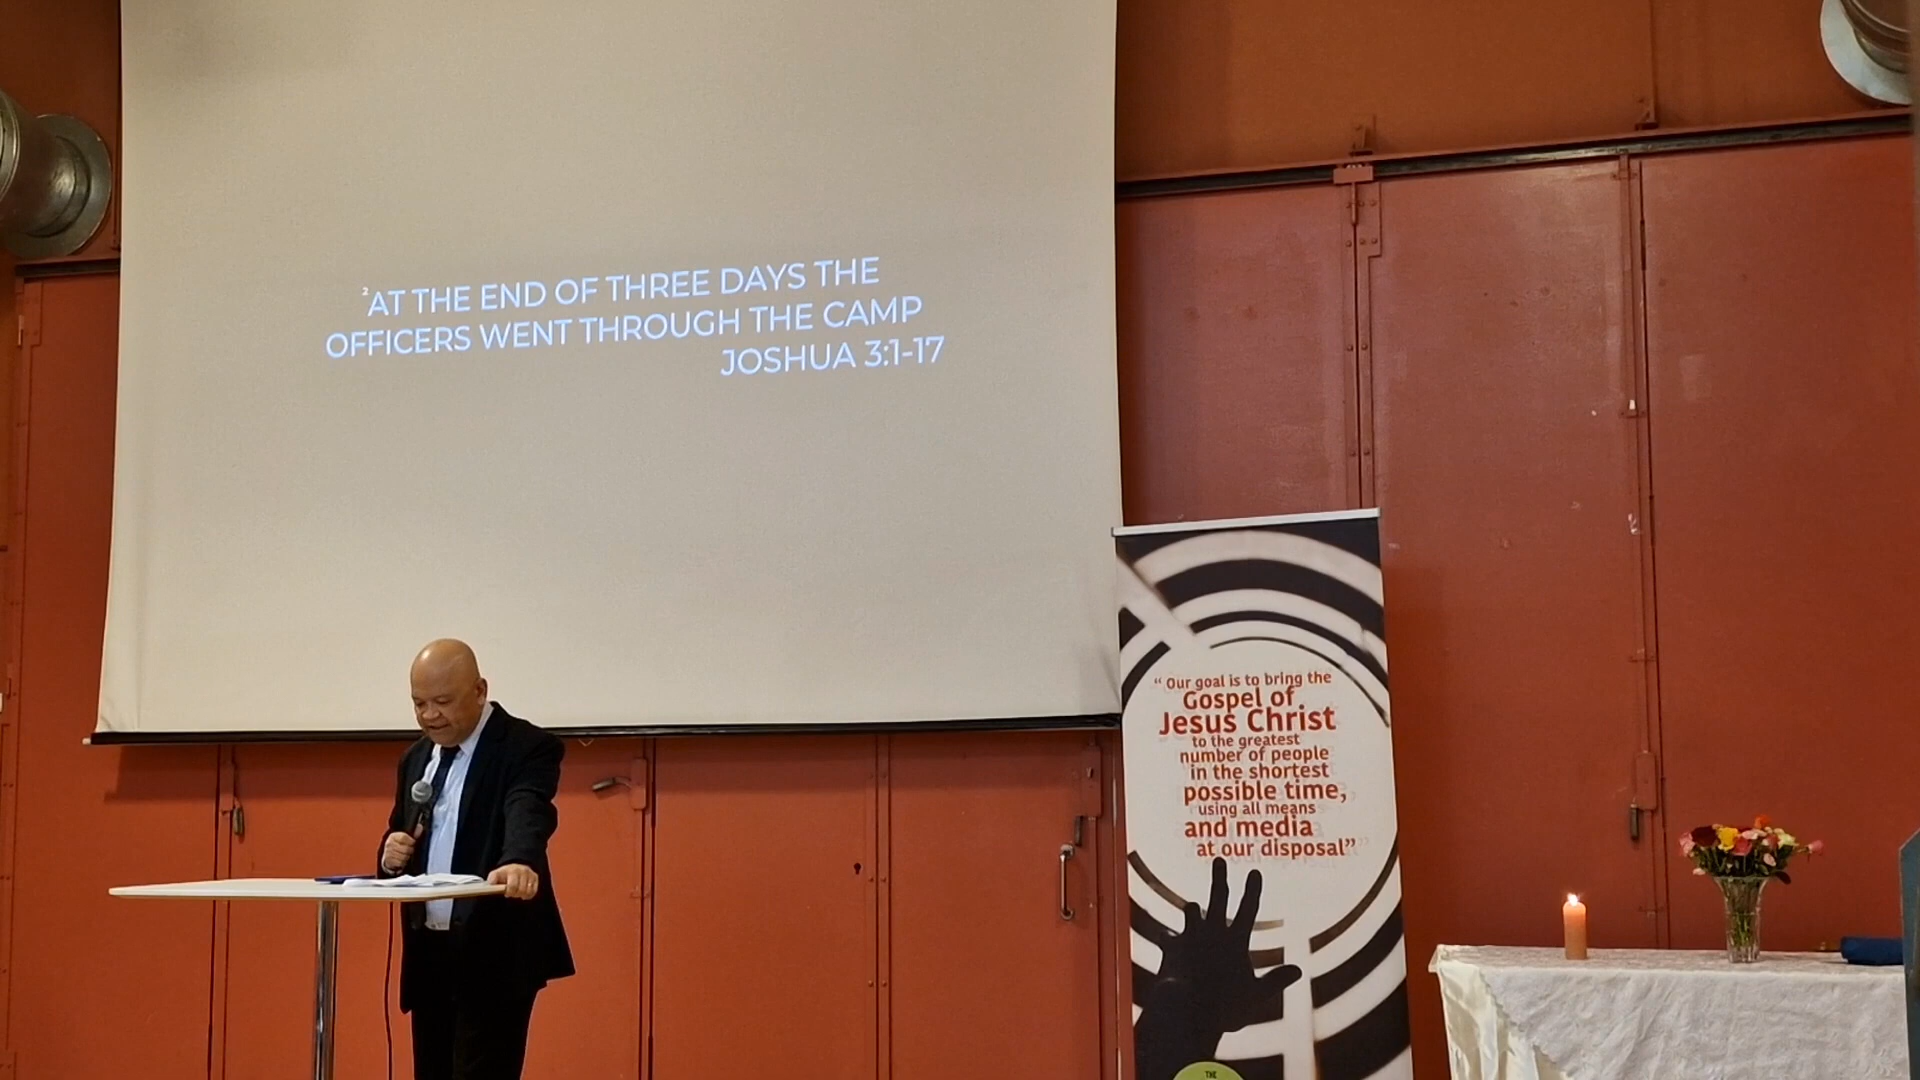 ²AT THE END OF THREE DAYS THE
OFFICERS WENT THROUGH THE CAMP
JOSHUA 3:1-17
“Our goal is to bring the
Gospel of
Jesus Christ
to the greatest
number of people
in the shortest
possible time,
using all means
and media
at our disposal”
THE